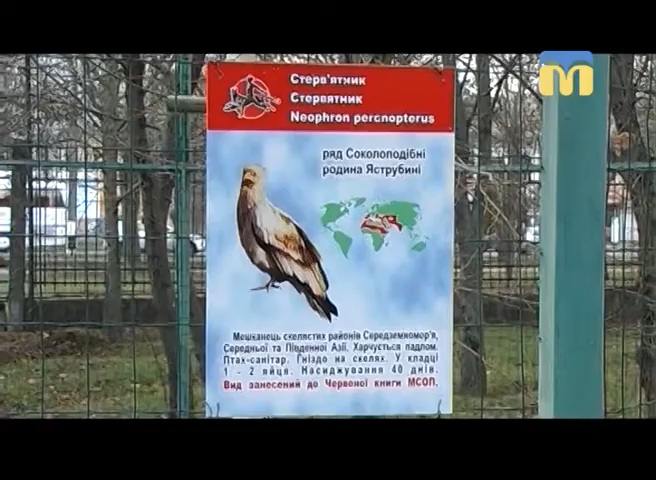 Стерв'ятник
Стервятник
Neophron percnopterus
ряд Соколоподібні
родина Яструбині
Мешканець скелястих районів Середземномор'я,
Середньої та Південної Азії. Харчується падлом.
Птах-санітар. Гніздо на скелях. У кладці
1 - 2 яйця. Насиджування 40 днів.
Вид занесений до Червоної книги МСОП.
M